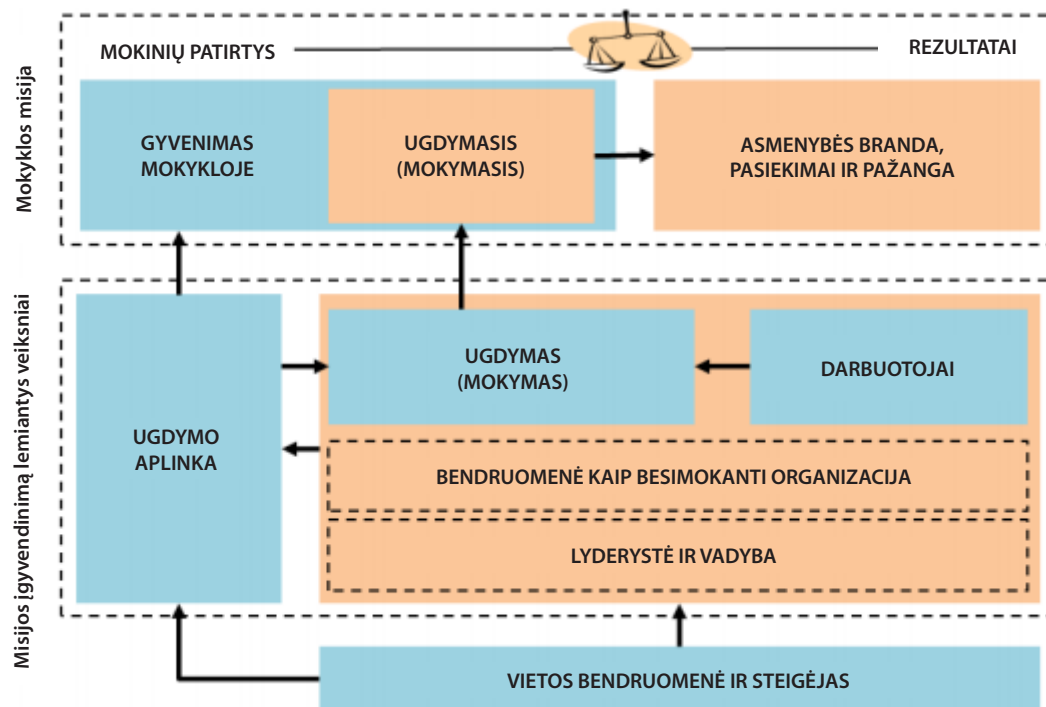 Mokyklos misija
MOKINIŲ PATIRTYS
REZULTATAI
GYVENIMAS
MOKYKLOJE
UGDYMASIS
(MOKYMASIS)
ASMENYBĖS BRANDA,
PASIEKIMAI IR PAŽANGA
Misijos įgyvendinimą lemiantys veiksniai
UGDYMO
APLINKA
UGDYMAS
(MOKYMAS)
DARBUOTOJAI
BENDRUOMENĖ KAIP BESIMOKANTI ORGANIZACIJA
LYDERYSTĖ IR VADYBA
VIETOS BENDRUOMENĖ IR STEIGĖJAS